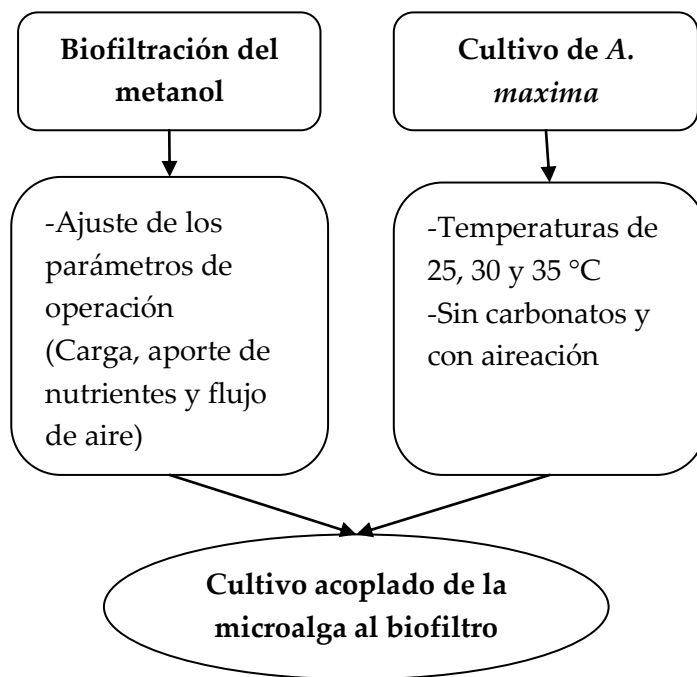 Biofiltración del
metanol
Cultivo de A.
maxima
-Ajuste de los
parámetros de
operación
(Carga, aporte de
nutrientes y flujo
de aire)
-Temperaturas de
25, 30 y 35 °C
-Sin carbonatos y
con aireación
Cultivo acoplado de la
microalga al biofiltro